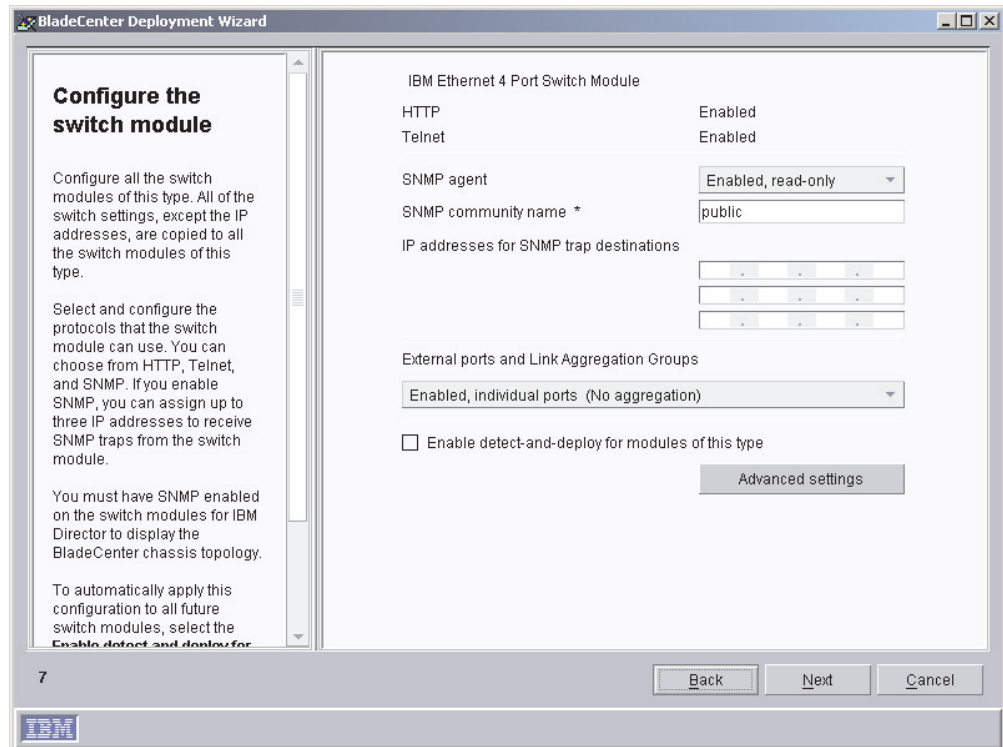 BladeCenter Deployment Wizard
Configure the
switch module
Configure all the switch
modules of this type. All of the
switch settings, except the IP
addresses, are copied to all
the switch modules of this
type.
Select and configure the
protocols that the switch
module can use. You can
choose from HTTP, Telnet,
and SNMP. If you enable
SNMP, you can assign up to
three IP addresses to receive
SNMP traps from the switch
module.
You must have SNMP enabled
on the switch modules for IBM
Director to display the
BladeCenter chassis topology.
To automatically apply this
configuration to all future
switch modules, select the
Enable detect and deploy for
IBM Ethernet 4 Port Switch Module
HTTP Enabled
Telnet Enabled
SNMP agent Enabled, read-only
SNMP community name * public
IP addresses for SNMP trap destinations
. . .
. . .
. . .
External ports and Link Aggregation Groups
Enabled, individual ports (No aggregation)
Enable detect-and-deploy for modules of this type
Advanced settings
7
Back Next Cancel
IBM